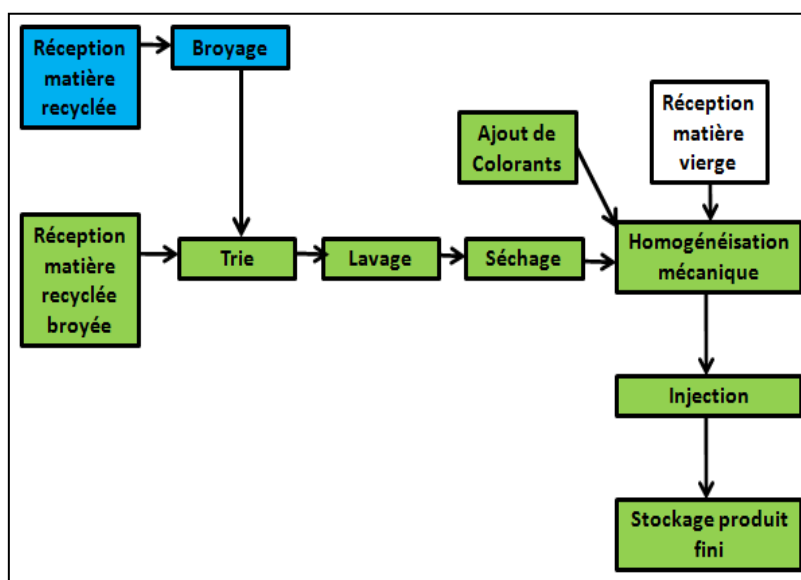 Réception
matière
recyclée
Broyage
Ajout de
Colorants
Réception
matière
vierge
Réception
matière
recyclée
broyée
Trie
Lavage
Séchage
Homogénéisation
mécanique
Injection
Stockage produit
fini